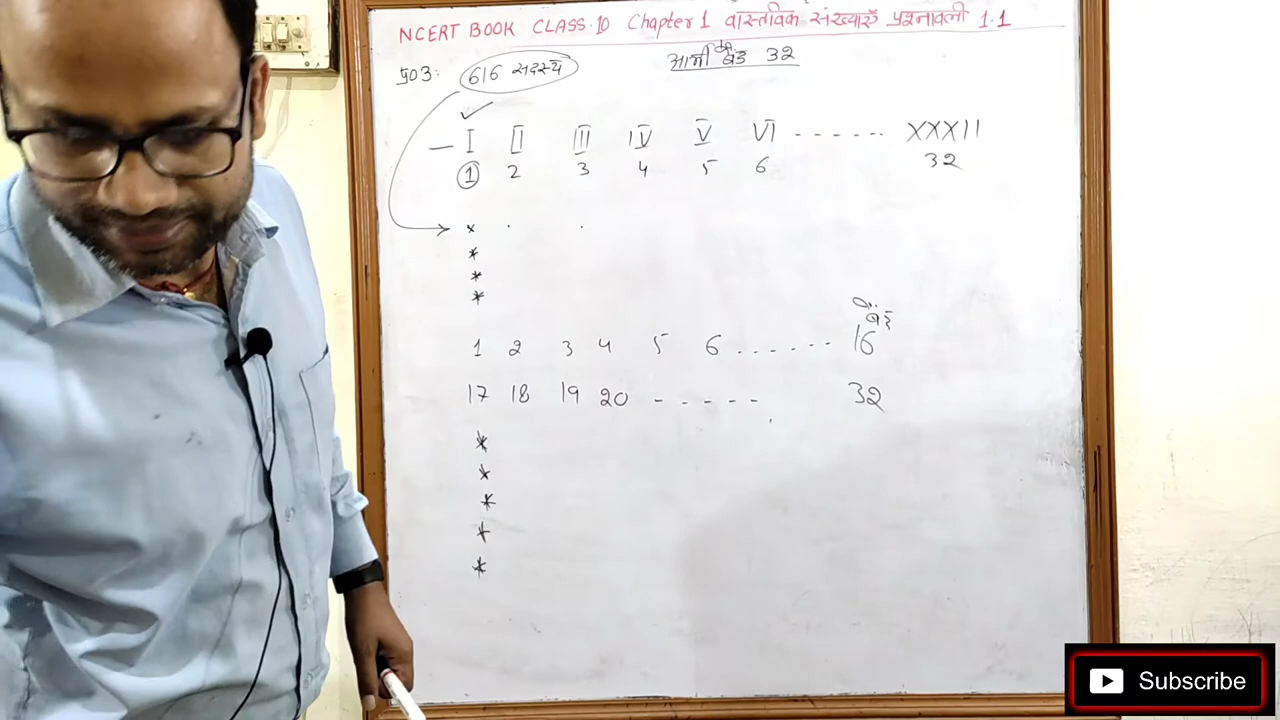 NCERT BOOK CLASS.10 Chapter 1 वास्तविक संख्याएँ प्रश्नावली 1.1
प्र03: 616 सदस्य आर्मी बैंड 32
I II III IV V VI ------ XXXII
1 2 3 4 5 6 32
1 2 3 4 5 6 ------ 16
17 18 19 20 ----- 32
Subscribe